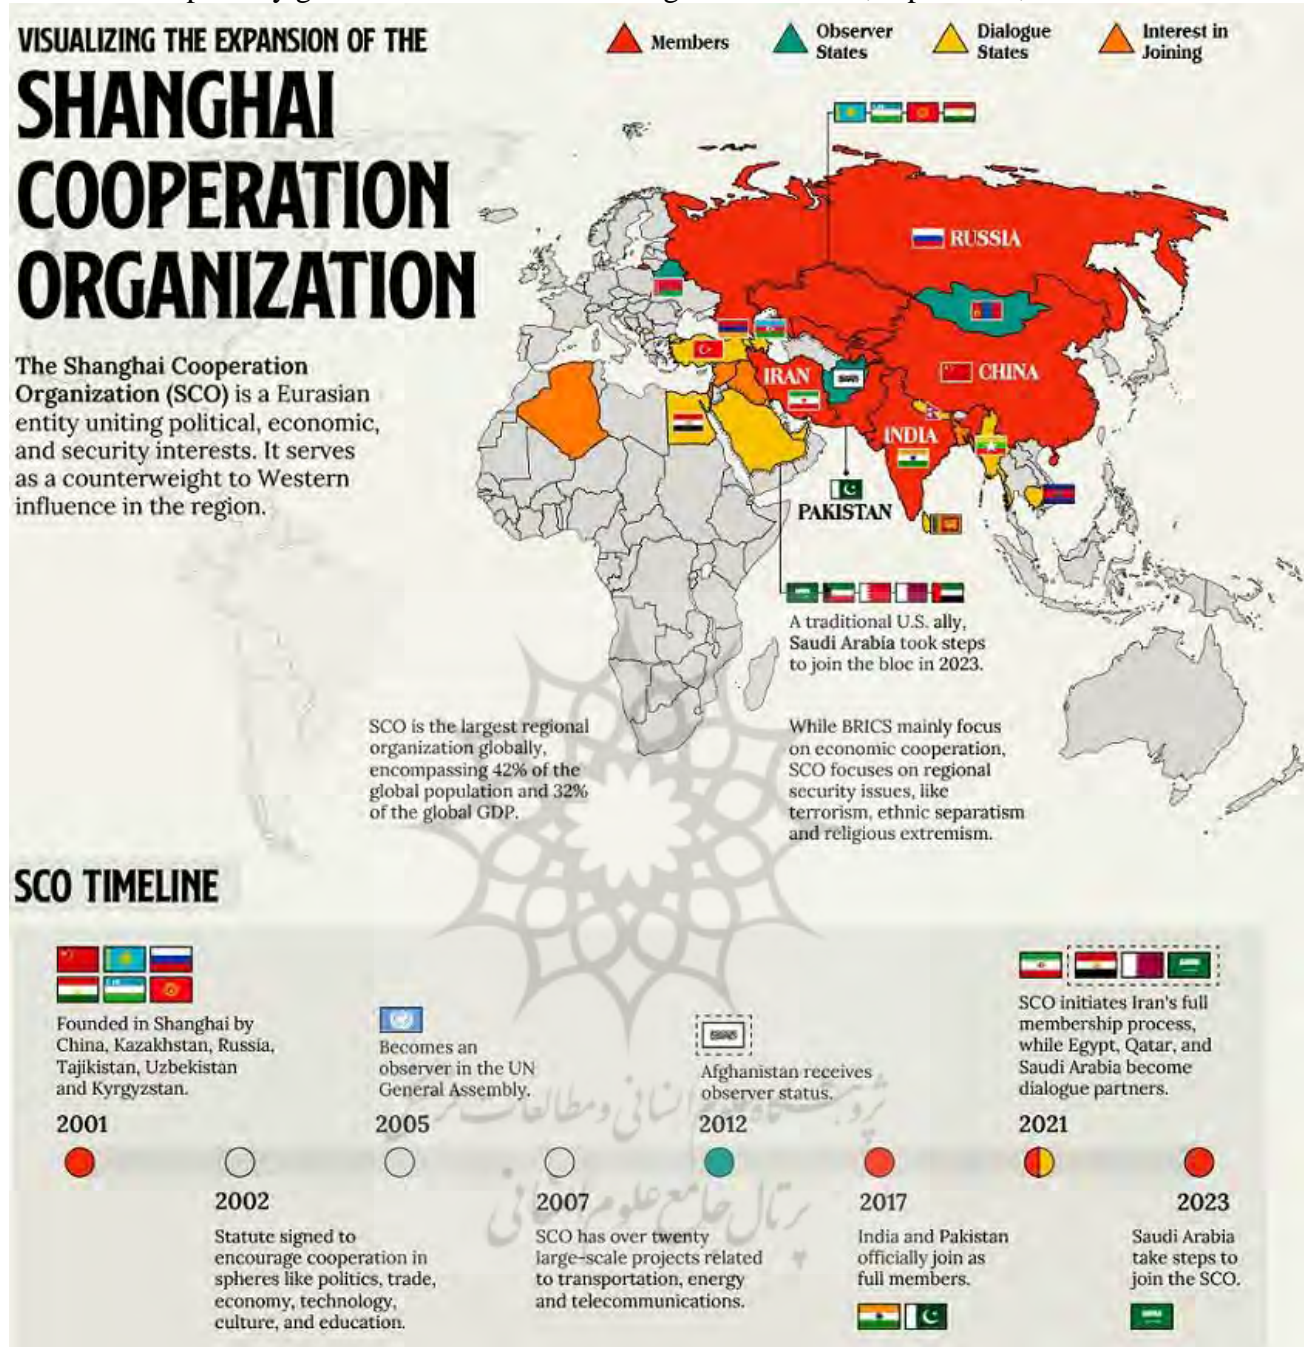 VISUALIZING THE EXPANSION OF THE
SHANGHAI
COOPERATION
ORGANIZATION
The Shanghai Cooperation
Organization (SCO) is a Eurasian
entity uniting political, economic,
and security interests. It serves
as a counterweight to Western
influence in the region.
Members
Observer
States
Dialogue
States
Interest in
Joining
RUSSIA
CHINA
IRAN
INDIA
PAKISTAN
A traditional U.S. ally,
Saudi Arabia took steps
to join the bloc in 2023.
SCO is the largest regional
organization globally,
encompassing 42% of the
global population and 32%
of the global GDP.
While BRICS mainly focus
on economic cooperation,
SCO focuses on regional
security issues, like
terrorism, ethnic separatism
and religious extremism.
SCO TIMELINE
Founded in Shanghai by
China, Kazakhstan, Russia,
Tajikistan, Uzbekistan
and Kyrgyzstan.
2001
2002
Statute signed to
encourage cooperation in
spheres like politics, trade,
economy, technology,
culture, and education.
Becomes an
observer in the UN
General Assembly.
2005
2007
SCO has over twenty
large-scale projects related
to transportation, energy
and telecommunications.
Afghanistan receives
observer status.
2012
2017
India and Pakistan
officially join as
full members.
SCO initiates Iran's full
membership process,
while Egypt, Qatar, and
Saudi Arabia become
dialogue partners.
2021
2023
Saudi Arabia
take steps to
join the SCO.
پرتال جامع علوم انسانی